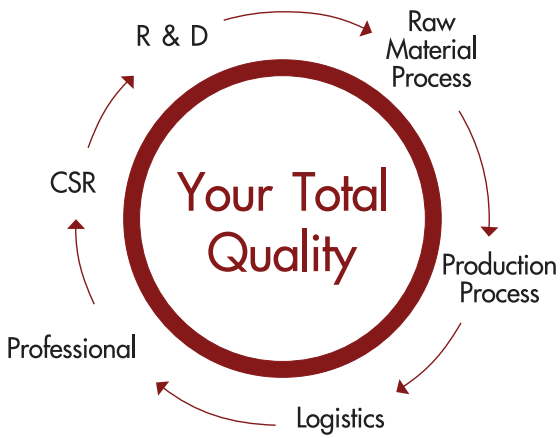 R & D
Raw
Material
Process
Production
Process
Logistics
Professional
CSR
Your Total
Quality